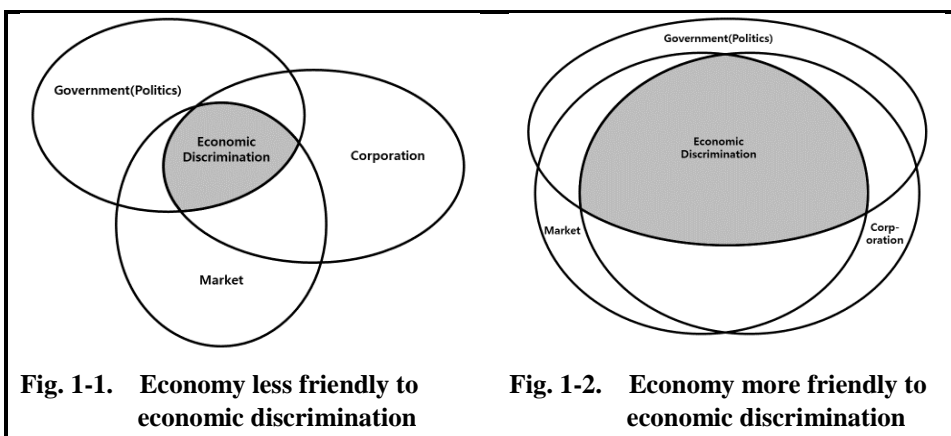 Government(Politics)
Economic
Discrimination
Corporation
Market
Fig. 1-1. Economy less friendly to
economic discrimination
Government(Politics)
Economic
Discrimination
Market
Corp-
oration
Fig. 1-2. Economy more friendly to
economic discrimination